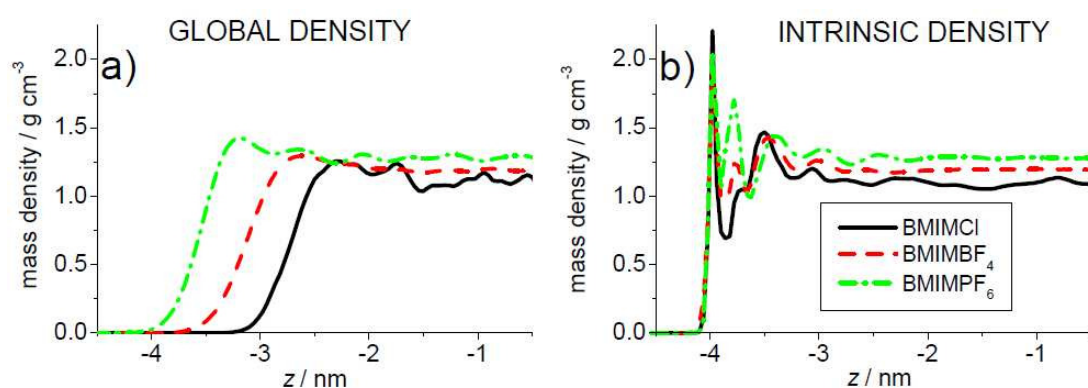 GLOBAL DENSITY
a)
mass density / g cm⁻³
2.0
1.5
1.0
0.5
0.0
-4
-3
-2
-1
z / nm
INTRINSIC DENSITY
b)
mass density / g cm⁻³
2.0
1.5
1.0
0.5
0.0
-4
-3
-2
-1
z / nm
BMIMCl
BMIMBF₄
BMIMPF₆